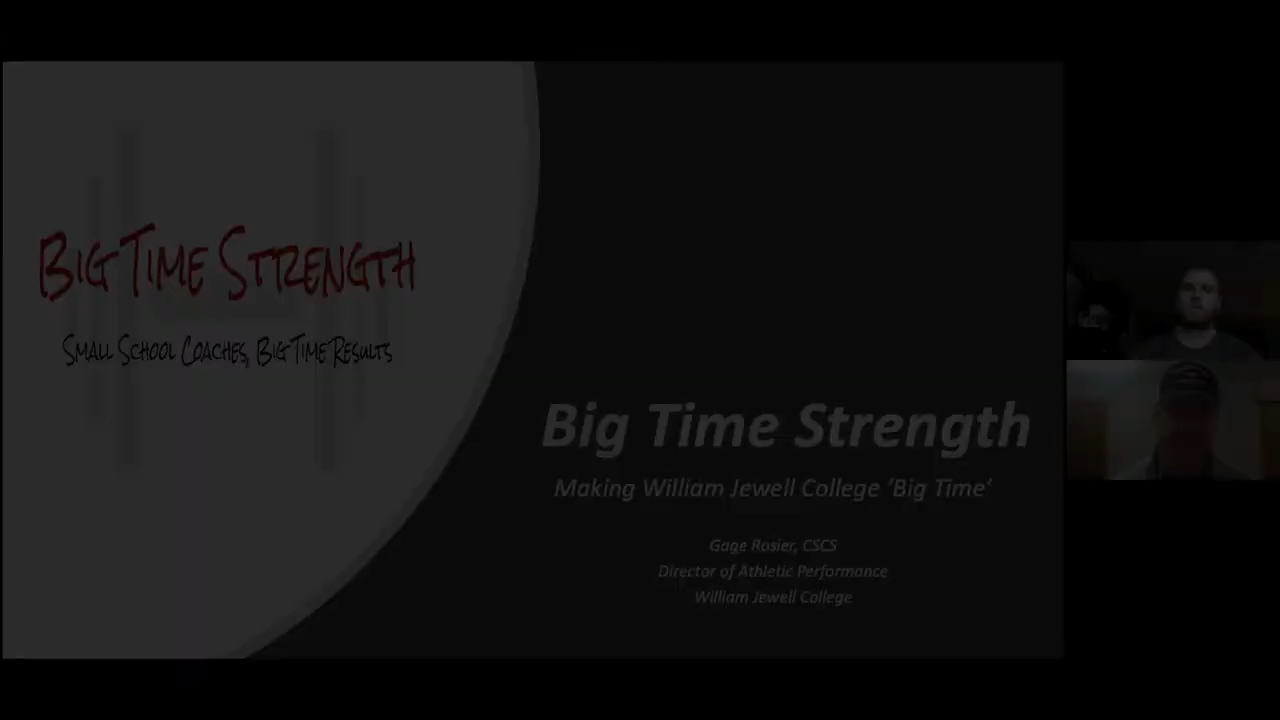 Big Time Strength
Small School Coaches, Big Time Results
Big Time Strength
Making William Jewell College ‘Big Time’
Gage Rosier, CSCS
Director of Athletic Performance
William Jewell College